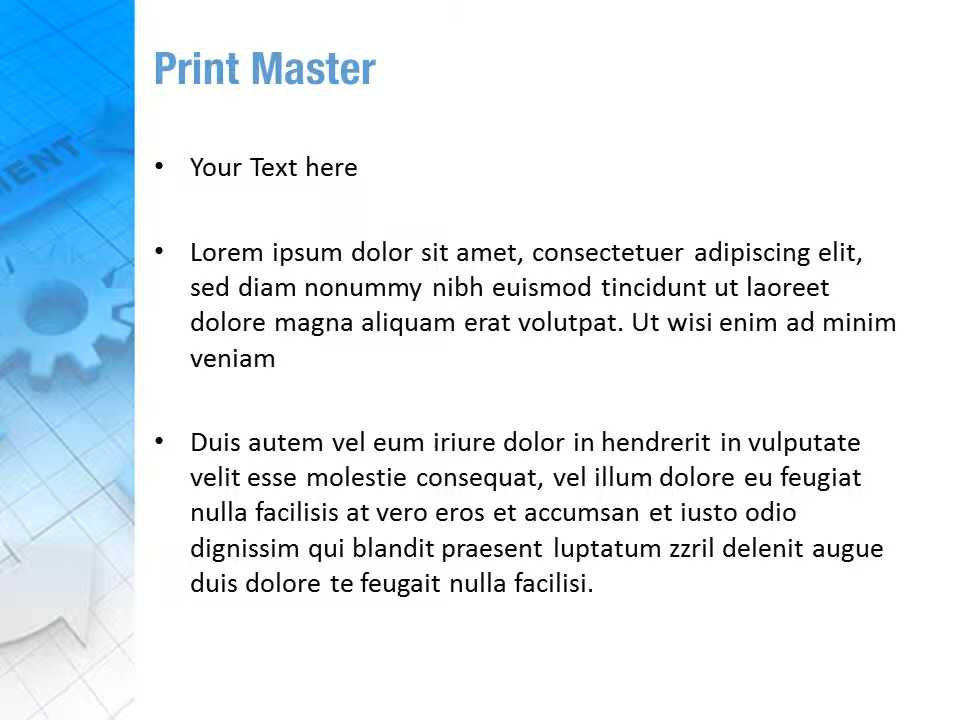 Print Master
MENT
• Your Text here
• Lorem ipsum dolor sit amet, consectetuer adipiscing elit,
sed diam nonummy nibh euismod tincidunt ut laoreet
dolore magna aliquam erat volutpat. Ut wisi enim ad minim
veniam
• Duis autem vel eum iriure dolor in hendrerit in vulputate
velit esse molestie consequat, vel illum dolore eu feugiat
nulla facilisis at vero eros et accumsan et iusto odio
dignissim qui blandit praesent luptatum zzril delenit augue
duis dolore te feugait nulla facilisi.